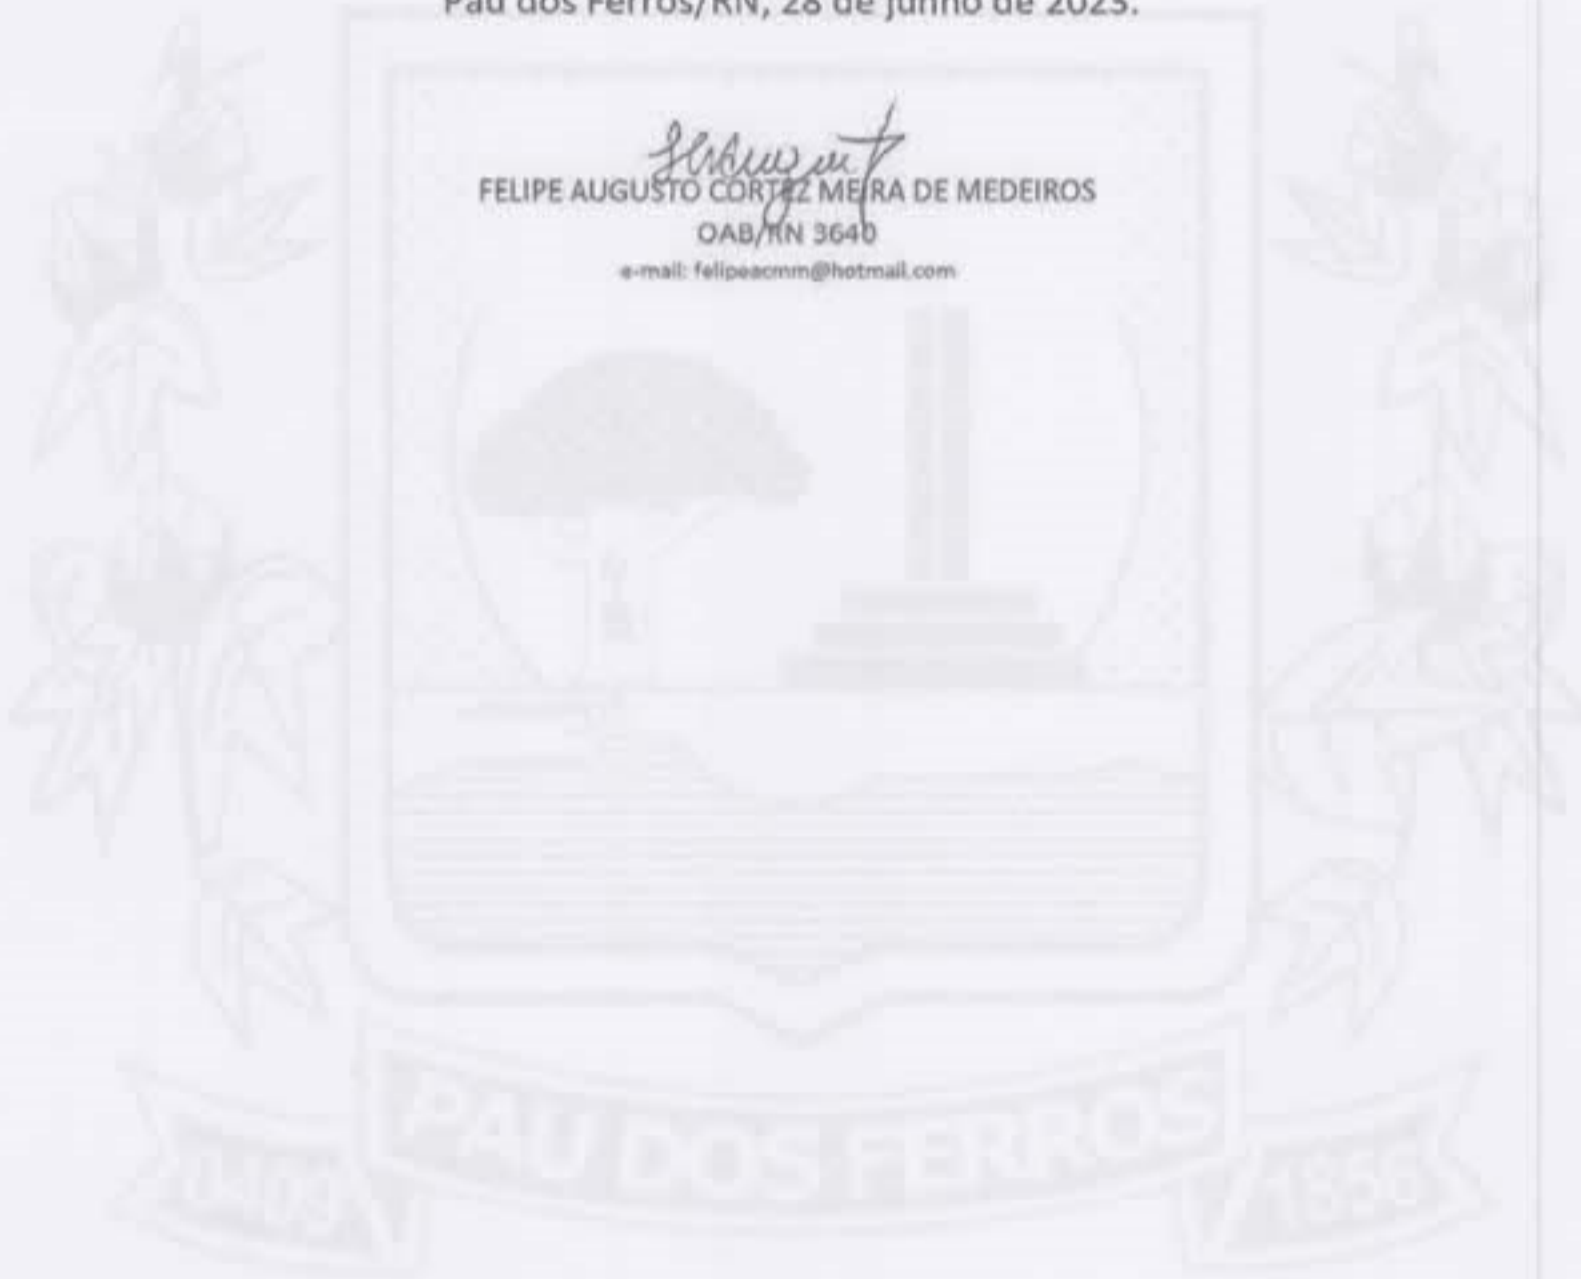 Pau dos Ferros/RN, 28 de junho de 2023.
FELIPE AUGUSTO CORTEZ MEIRA DE MEDEIROS
OAB/RN 3640
e-mail: felipeacmm@hotmail.com
PAU DOS FERROS
1856